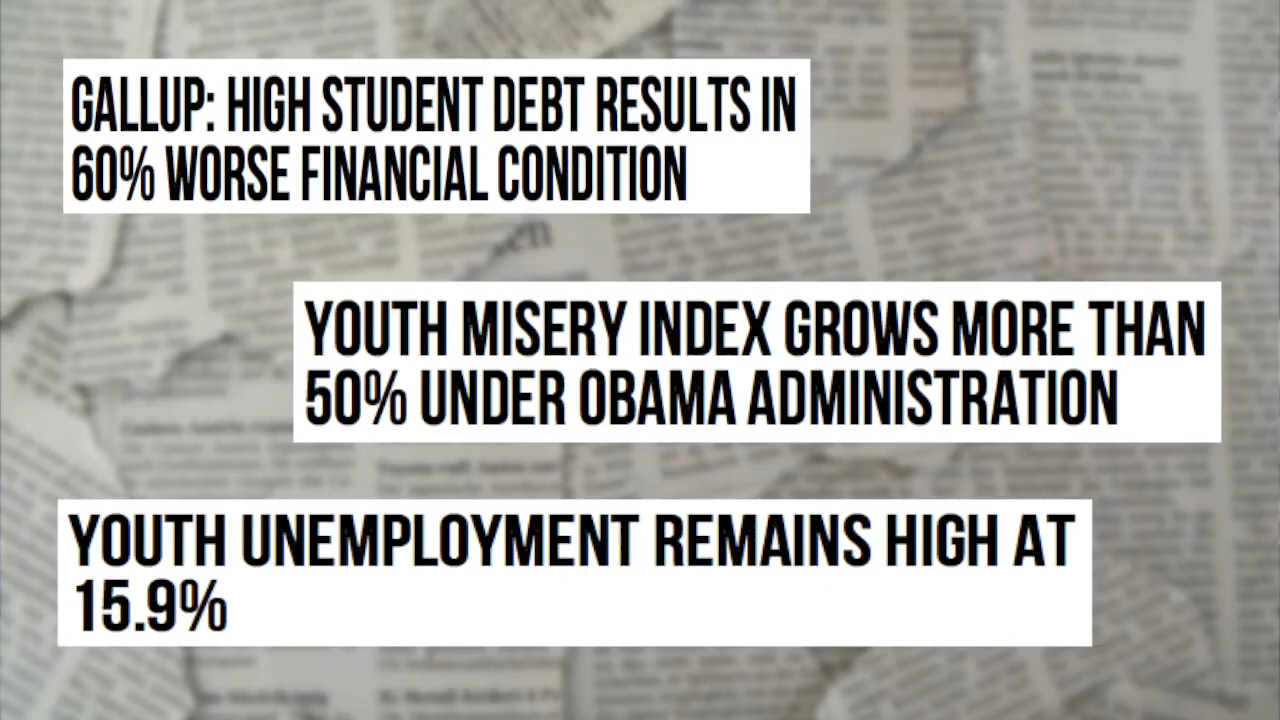 GALLUP: HIGH STUDENT DEBT RESULTS IN
60% WORSE FINANCIAL CONDITION
YOUTH MISERY INDEX GROWS MORE THAN
50% UNDER OBAMA ADMINISTRATION
YOUTH UNEMPLOYMENT REMAINS HIGH AT
15.9%